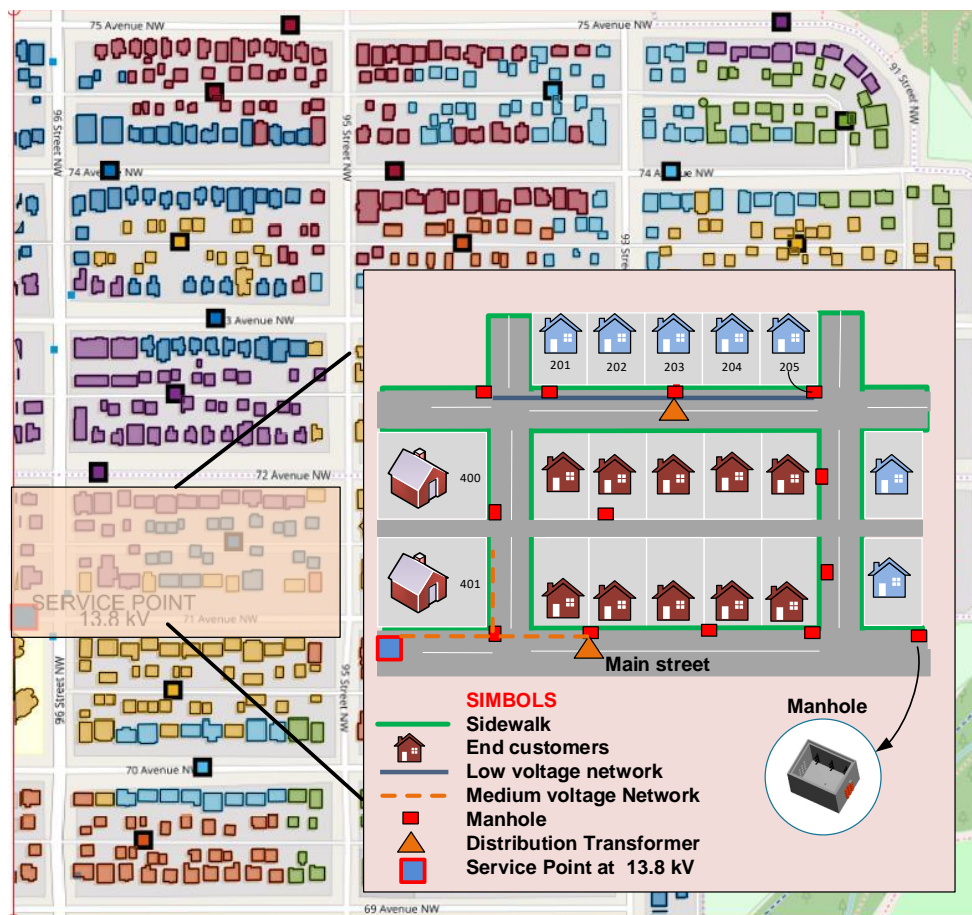 75 Avenue NW
75 Avenue NW
91 Street NW
96 Street NW
95 Street NW
74 Avenue NW
74 Avenue NW
93 Stree
3 Avenue NW
72 Avenue NW
SERVICE POINT
13.8 kV
71 Avenue NW
96 Street NW
95 Street NW
70 Avenue NW
69 Avenue NW
201
202
203
204
205
400
401
Main street
SIMBOLS
Sidewalk
End customers
Low voltage network
Medium voltage Network
Manhole
Distribution Transformer
Service Point at 13.8 kV
Manhole